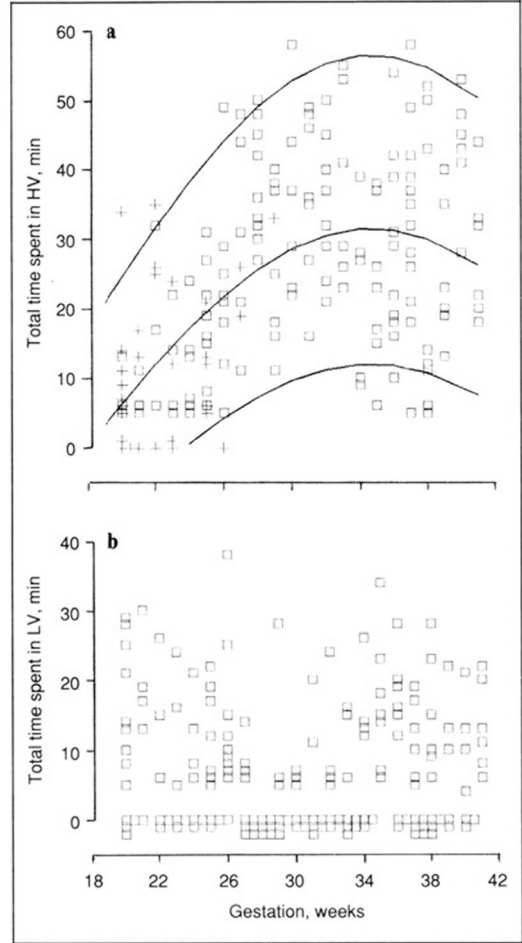 a
Total time spent in HV, min
60
50
40
30
20
10
0
b
Total time spent in LV, min
40
30
20
10
0
18 22 26 30 34 38 42
Gestation, weeks